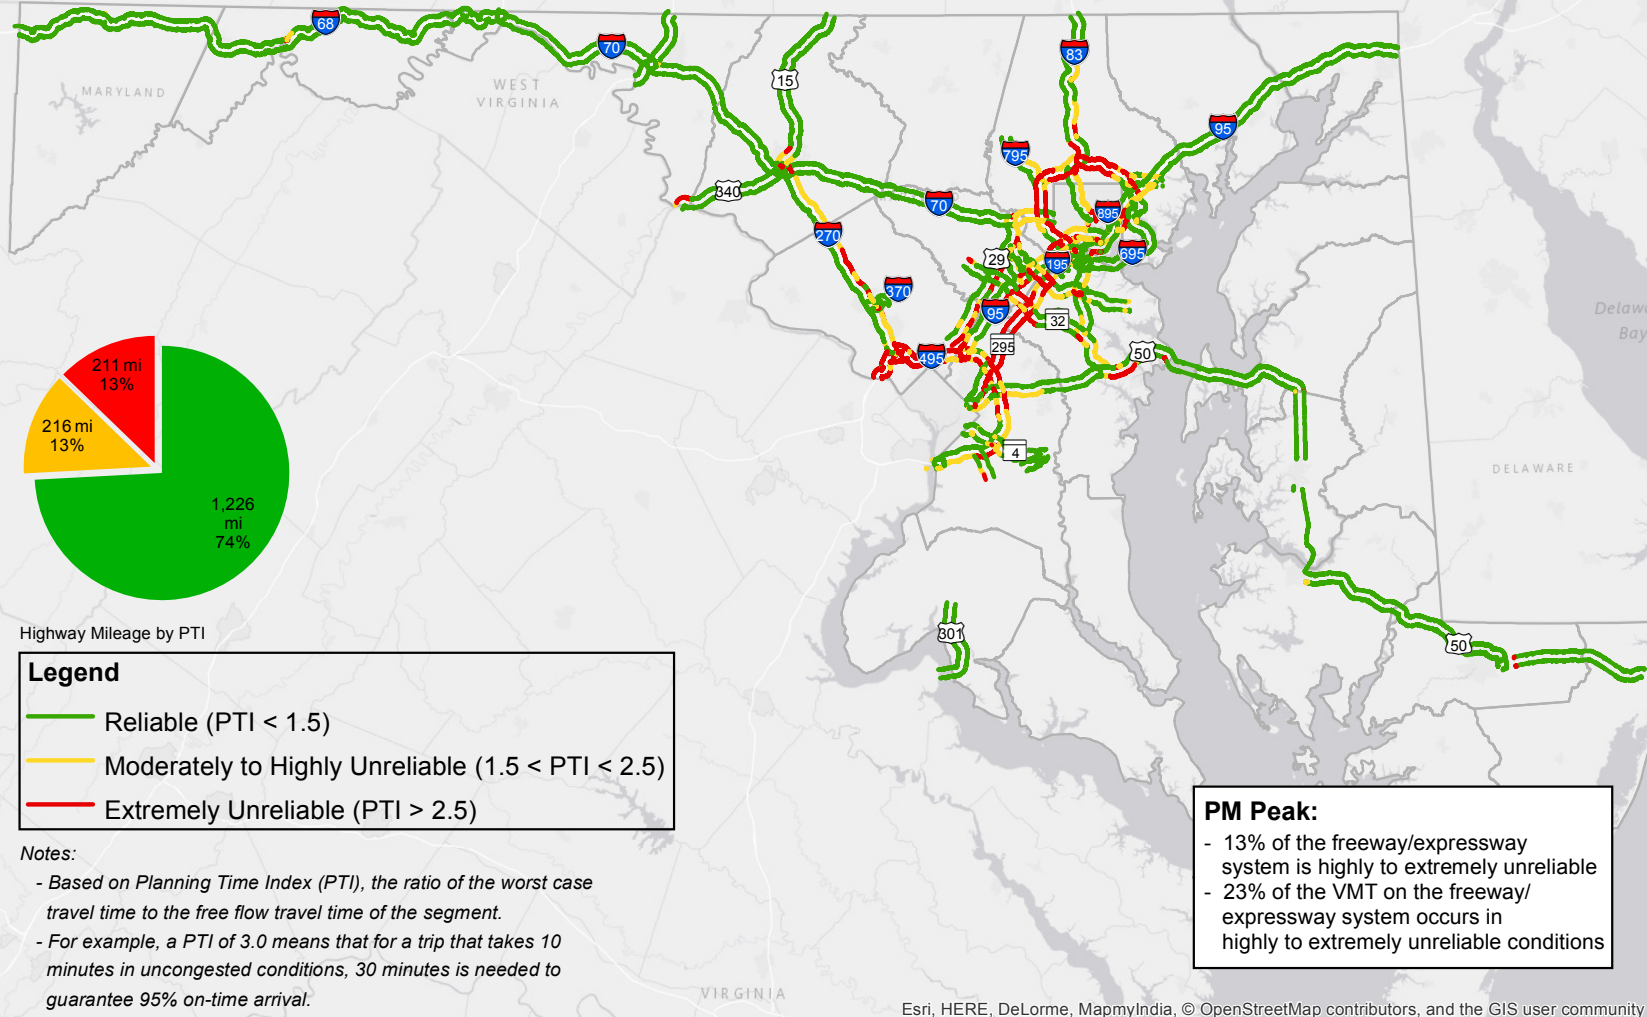 68
70
15
83
95
MARYLAND
WEST
VIRGINIA
795
340
70
895
270
29
195
695
370
95
32
295
495
50
Delawa
Bay
4
DELAWARE
301
50
211 mi
13%
216 mi
13%
1,226
mi
74%
Highway Mileage by PTI
Legend
Reliable (PTI < 1.5)
Moderately to Highly Unreliable (1.5 < PTI < 2.5)
Extremely Unreliable (PTI > 2.5)
Notes:
- Based on Planning Time Index (PTI), the ratio of the worst case
travel time to the free flow travel time of the segment.
- For example, a PTI of 3.0 means that for a trip that takes 10
minutes in uncongested conditions, 30 minutes is needed to
guarantee 95% on-time arrival.
PM Peak:
- 13% of the freeway/expressway
system is highly to extremely unreliable
- 23% of the VMT on the freeway/
expressway system occurs in
highly to extremely unreliable conditions
VIRGINIA
Esri, HERE, DeLorme, MapmyIndia, © OpenStreetMap contributors, and the GIS user community